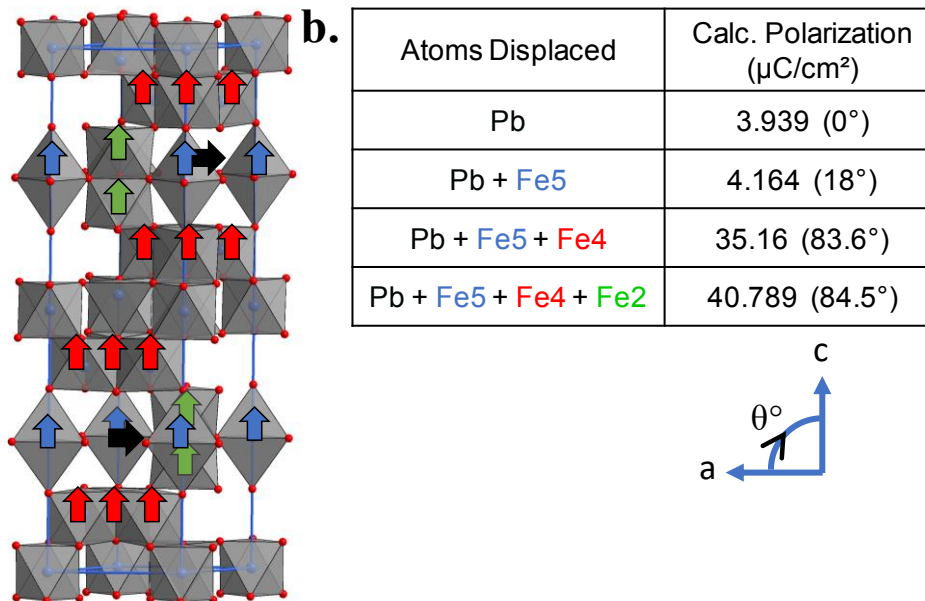 b.
Atoms Displaced
Calc. Polarization
(µC/cm²)
Pb
3.939 (0°)
Pb + Fe5
4.164 (18°)
Pb + Fe5 + Fe4
35.16 (83.6°)
Pb + Fe5 + Fe4 + Fe2
40.789 (84.5°)
c
θ°
a